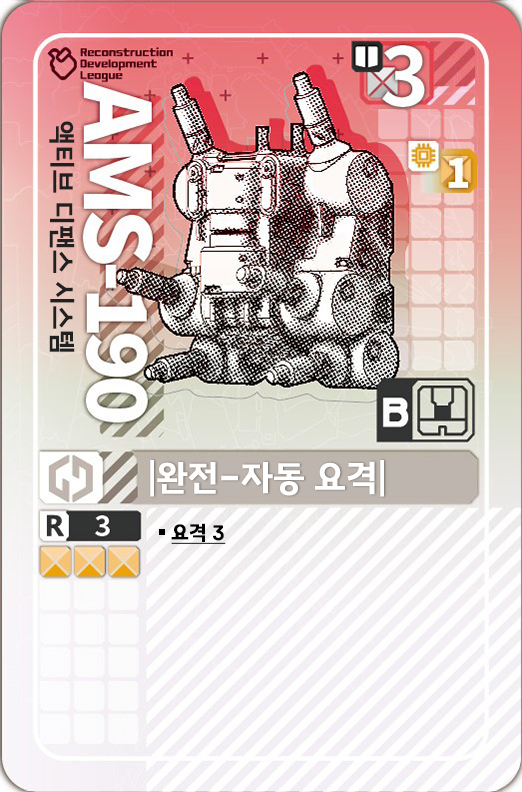 Reconstruction
Development
League
3
AMS-190
액티브 디팬스 시스템
1
B
|완전-자동 요격|
R 3
▪ 요격 3